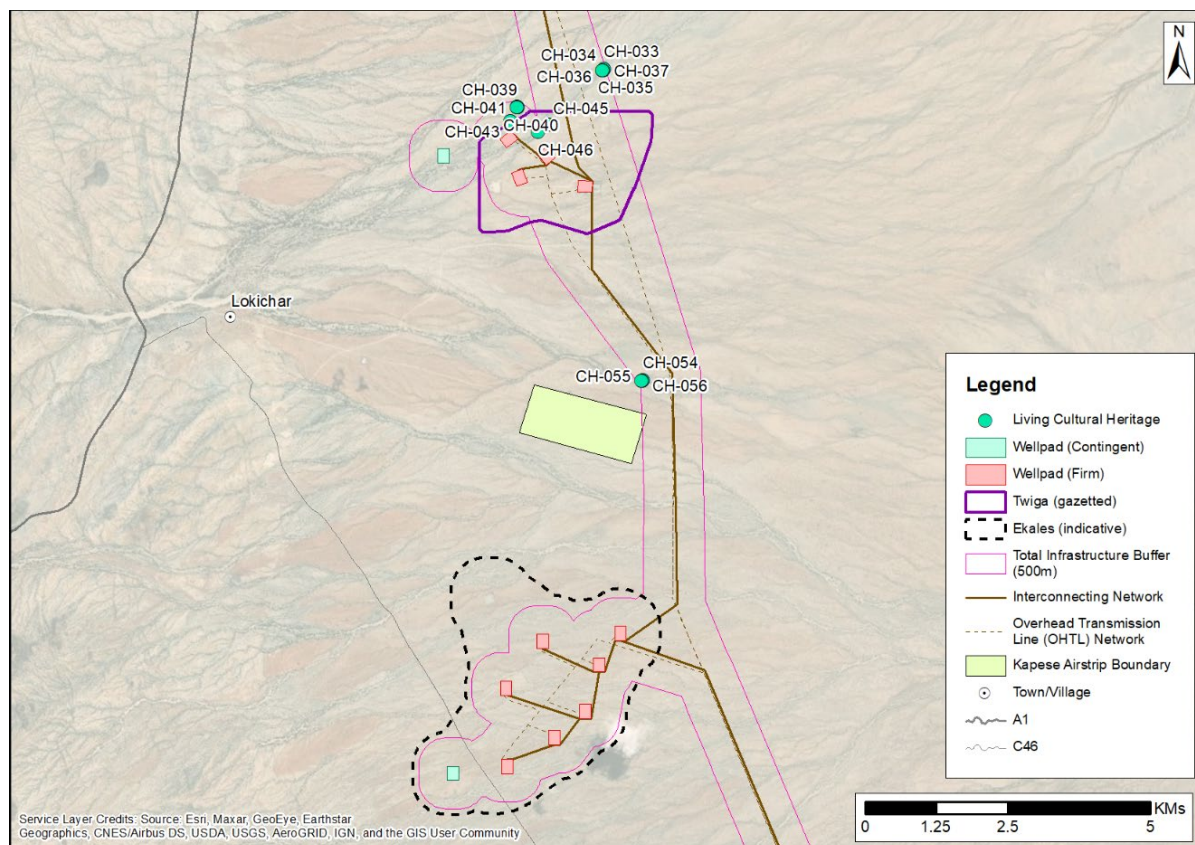 N
CH-034 CH-033
CH-036 CH-037
CH-035
CH-039
CH-041 CH-045
CH-040
CH-043
CH-046
Lokichar
CH-054
CH-055 CH-056
Legend
Living Cultural Heritage
Wellpad (Contingent)
Wellpad (Firm)
Twiga (gazetted)
Ekales (indicative)
Total Infrastructure Buffer
(500m)
Interconnecting Network
Overhead Transmission
Line (OHTL) Network
Kapese Airstrip Boundary
Town/Village
A1
C46
KMs
0 1.25 2.5 5
Service Layer Credits: Source: Esri, Maxar, GeoEye, Earthstar
Geographics, CNES/Airbus DS, USDA, USGS, AeroGRID, IGN, and the GIS User Community